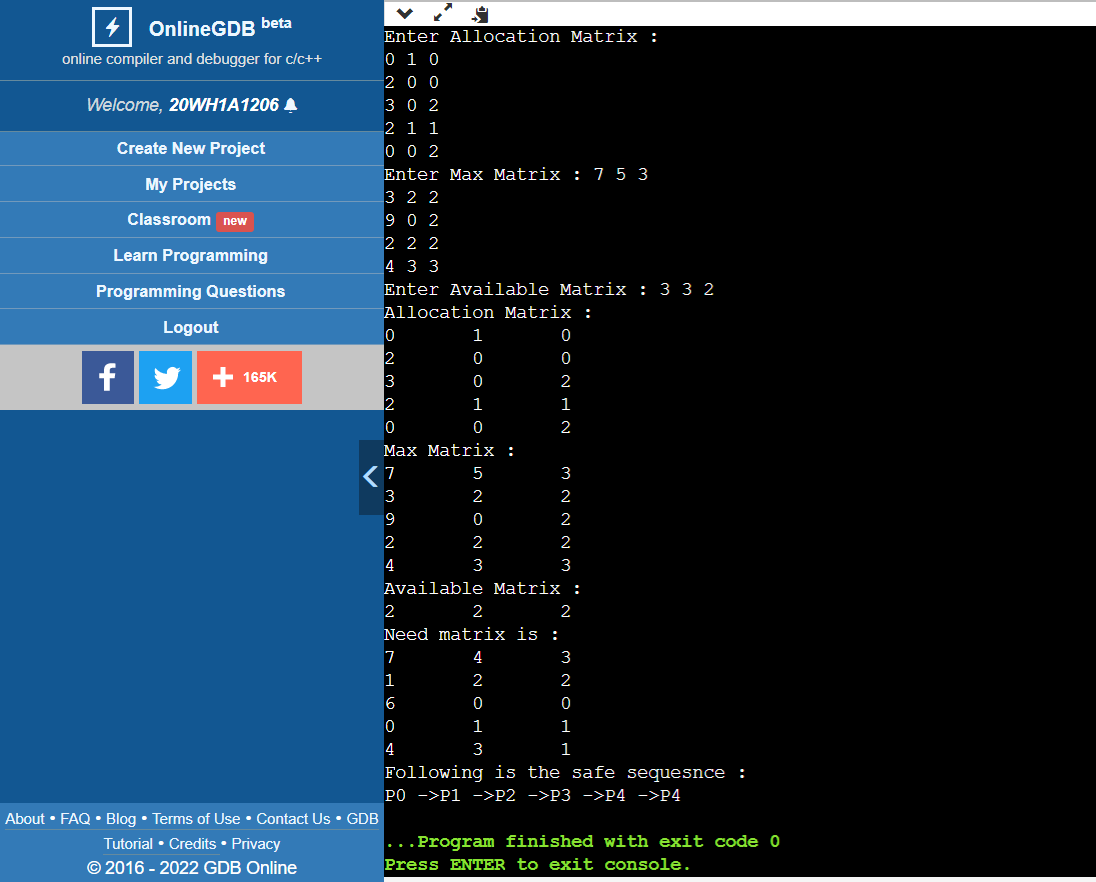 OnlineGDB beta
online compiler and debugger for c/c++
Welcome, 20WH1A1206
Create New Project
My Projects
Classroom new
Learn Programming
Programming Questions
Logout
165K
About • FAQ • Blog • Terms of Use • Contact Us • GDB
Tutorial • Credits • Privacy
© 2016 - 2022 GDB Online
Enter Allocation Matrix :
0 1 0
2 0 0
3 0 2
2 1 1
0 0 2
Enter Max Matrix : 7 5 3
3 2 2
9 0 2
2 2 2
4 3 3
Enter Available Matrix : 3 3 2
Allocation Matrix :
0 1 0
2 0 0
3 0 2
2 1 1
0 0 2
Max Matrix :
7 5 3
3 2 2
9 0 2
2 2 2
4 3 3
Available Matrix :
2 2 2
Need matrix is :
7 4 3
1 2 2
6 0 0
0 1 1
4 3 1
Following is the safe sequesnce :
P0 ->P1 ->P2 ->P3 ->P4 ->P4
...Program finished with exit code 0
Press ENTER to exit console.